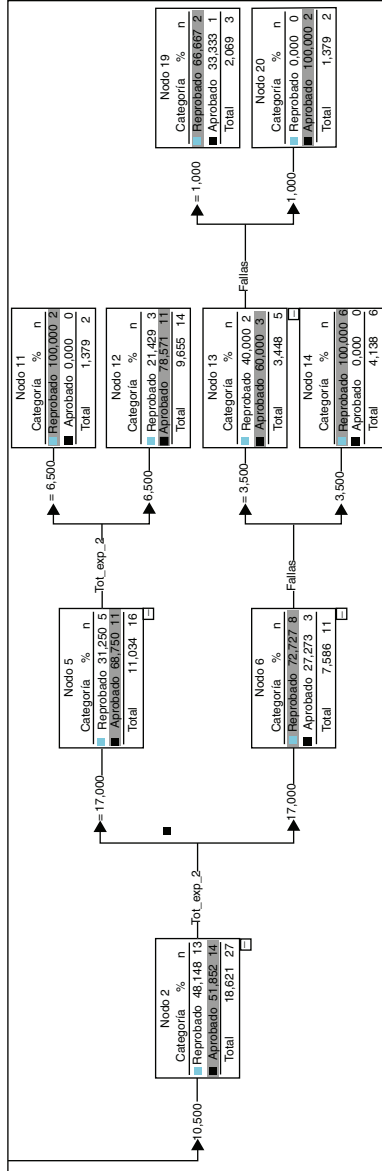 10,500
Nodo 2
Categoría % n
Reprobado 48,148 13
Aprobado 51,852 14
Total 18,621 27
Tot_exp_2
= 17,000
Nodo 5
Categoría % n
Reprobado 31,250 5
Aprobado 68,750 11
Total 11,034 16
Tot_exp_2
= 6,500
Nodo 11
Categoría % n
Reprobado 100,000 2
Aprobado 0,000 0
Total 1,379 2
6,500
Nodo 12
Categoría % n
Reprobado 21,429 3
Aprobado 78,571 11
Total 9,655 14
17,000
Nodo 6
Categoría % n
Reprobado 72,727 8
Aprobado 27,273 3
Total 7,586 11
Fallas
= 3,500
Nodo 13
Categoría % n
Reprobado 40,000 2
Aprobado 60,000 3
Total 3,448 5
Fallas
= 1,000
Nodo 19
Categoría % n
Reprobado 66,667 2
Aprobado 33,333 1
Total 2,069 3
1,000
Nodo 20
Categoría % n
Reprobado 0,000 0
Aprobado 100,000 2
Total 1,379 2
3,500
Nodo 14
Categoría % n
Reprobado 100,000 6
Aprobado 0,000 0
Total 4,138 6